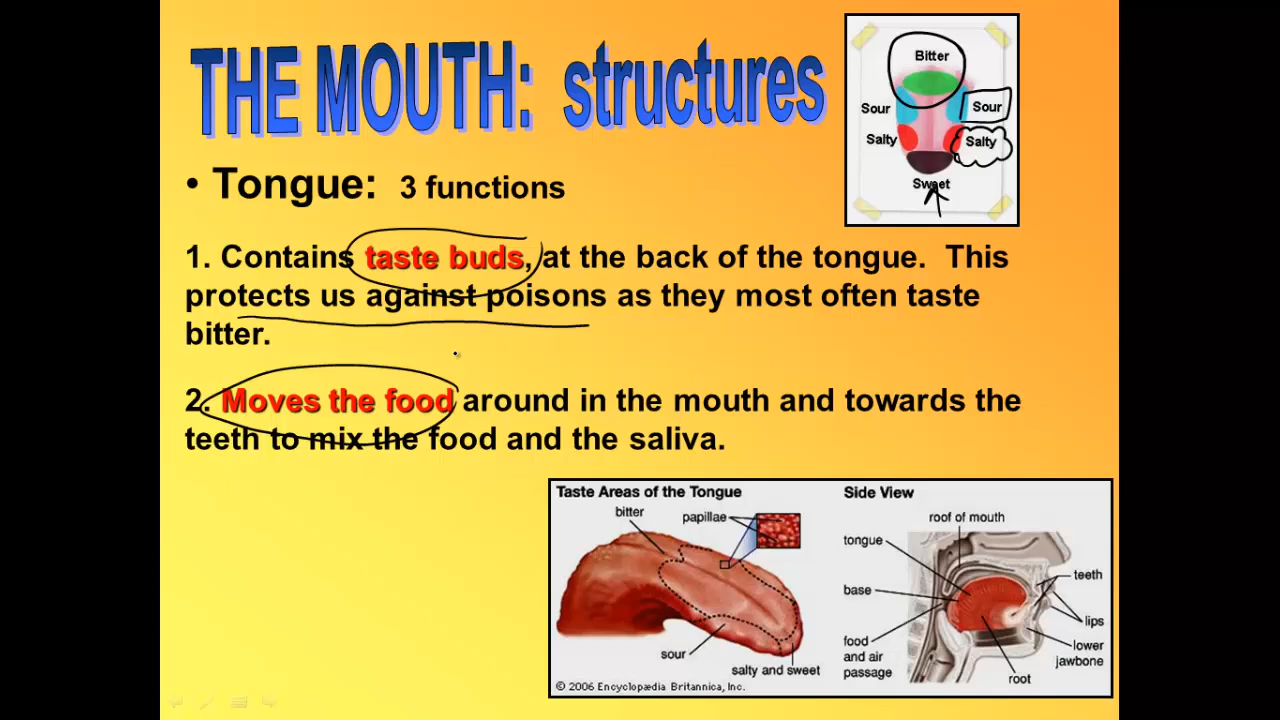 THE MOUTH: structures
• Tongue: 3 functions
1. Contains taste buds, at the back of the tongue. This
protects us against poisons as they most often taste
bitter.
2. Moves the food around in the mouth and towards the
teeth to mix the food and the saliva.
Bitter
Sour
Sour
Salty
Salty
Sweet
Taste Areas of the Tongue
bitter
papillae
sour
salty and sweet
© 2006 Encyclopædia Britannica, Inc.
Side View
roof of mouth
tongue
teeth
base
lips
food
and air
passage
lower
jawbone
root